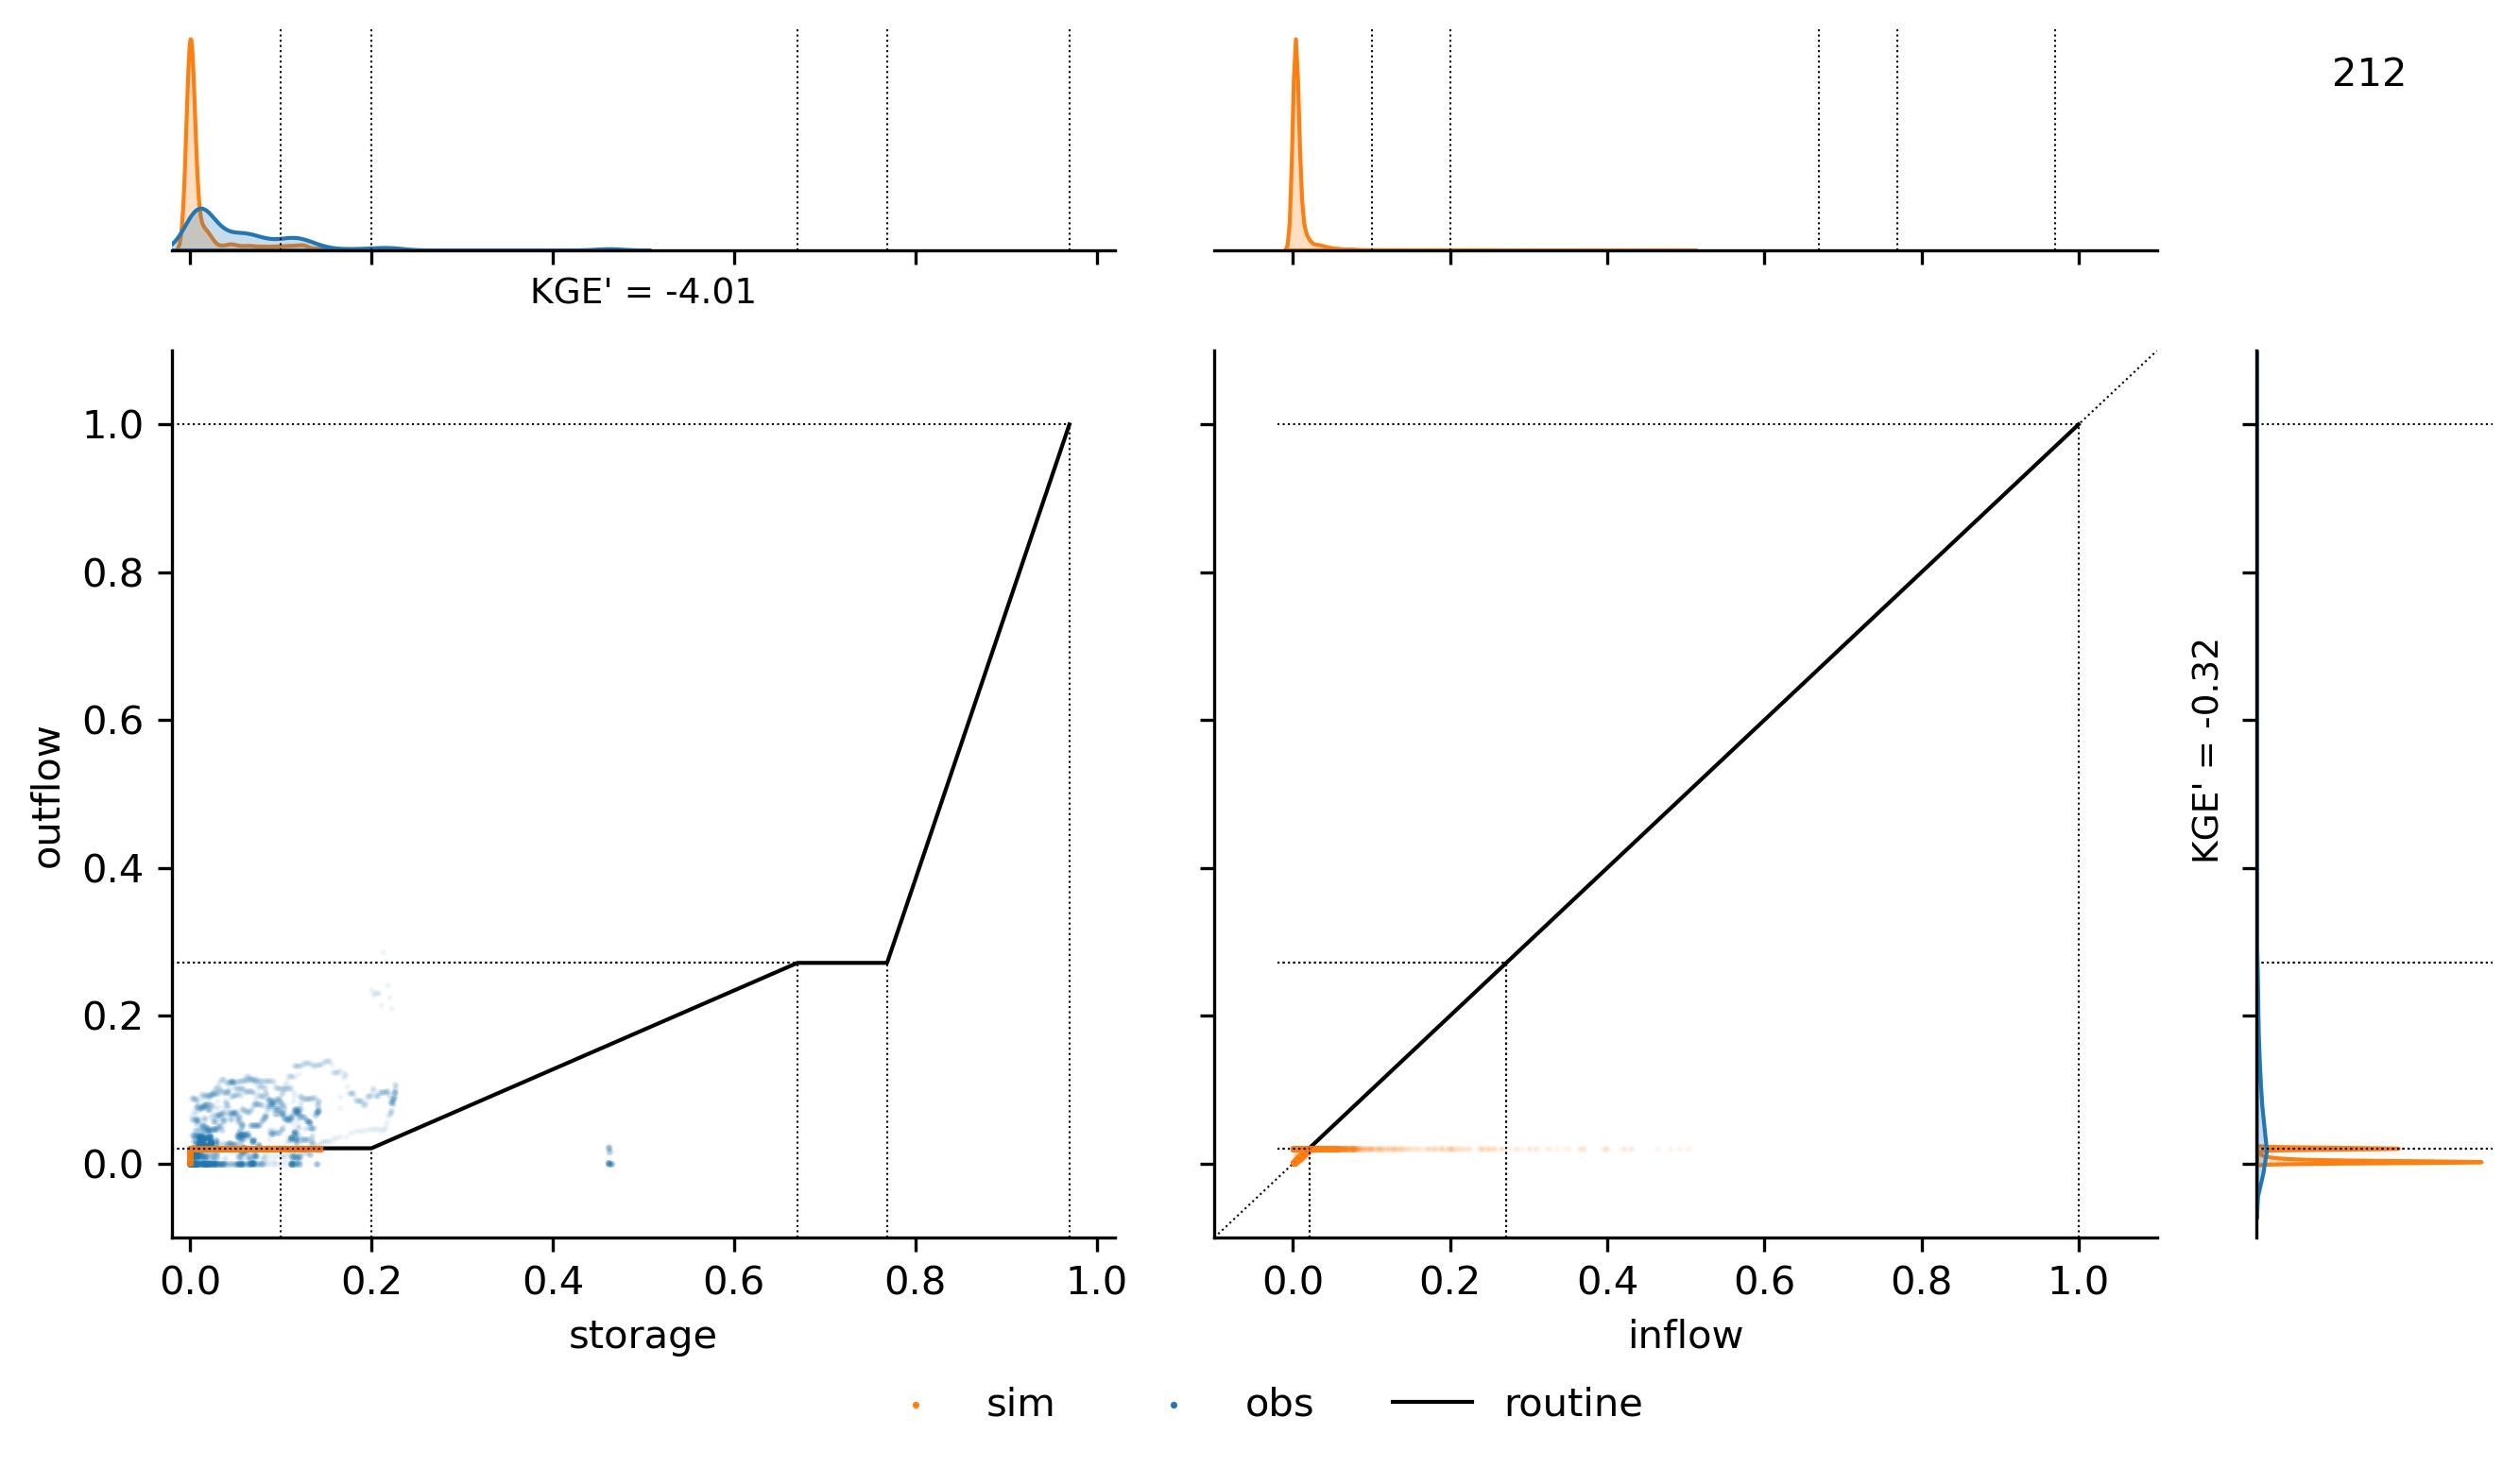 212
KGE' = -4.01
1.0
0.8
0.6
0.4
0.2
0.0
outflow
KGE' = -0.32
0.0 0.2 0.4 0.6 0.8 1.0
0.0 0.2 0.4 0.6 0.8 1.0
storage
inflow
sim obs routine